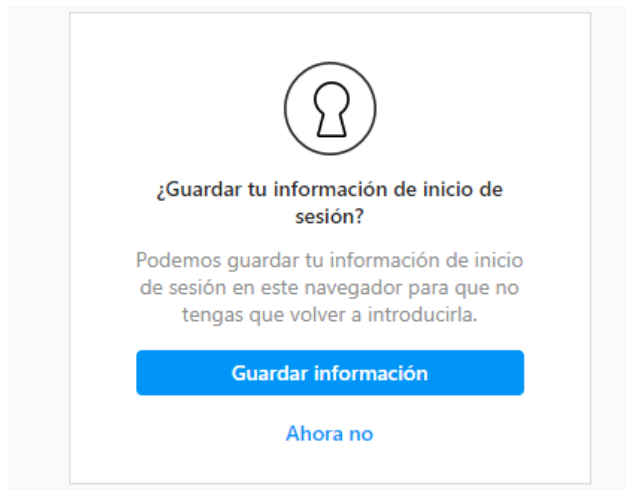 ¿Guardar tu información de inicio de
sesión?
Podemos guardar tu información de inicio
de sesión en este navegador para que no
tengas que volver a introducirla.
Guardar información
Ahora no